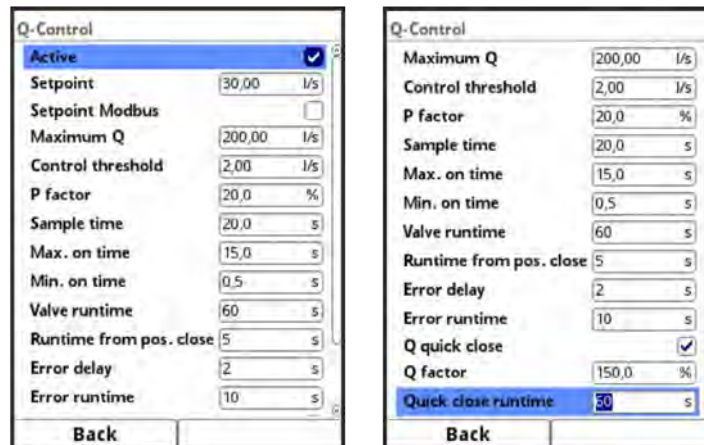 Q-Control
Active
Setpoint 30,00 l/s
Setpoint Modbus
Maximum Q 200,00 l/s
Control threshold 2,00 l/s
P factor 20,0 %
Sample time 20,0 s
Max. on time 15,0 s
Min. on time 0,5 s
Valve runtime 60 s
Runtime from pos. close 5 s
Error delay 2 s
Error runtime 10 s
Back
Q-Control
Maximum Q 200,00 l/s
Control threshold 2,00 l/s
P factor 20,0 %
Sample time 20,0 s
Max. on time 15,0 s
Min. on time 0,5 s
Valve runtime 60 s
Runtime from pos. close 5 s
Error delay 2 s
Error runtime 10 s
Q quick close
Q factor 150,0 %
Quick close runtime 60 s
Back